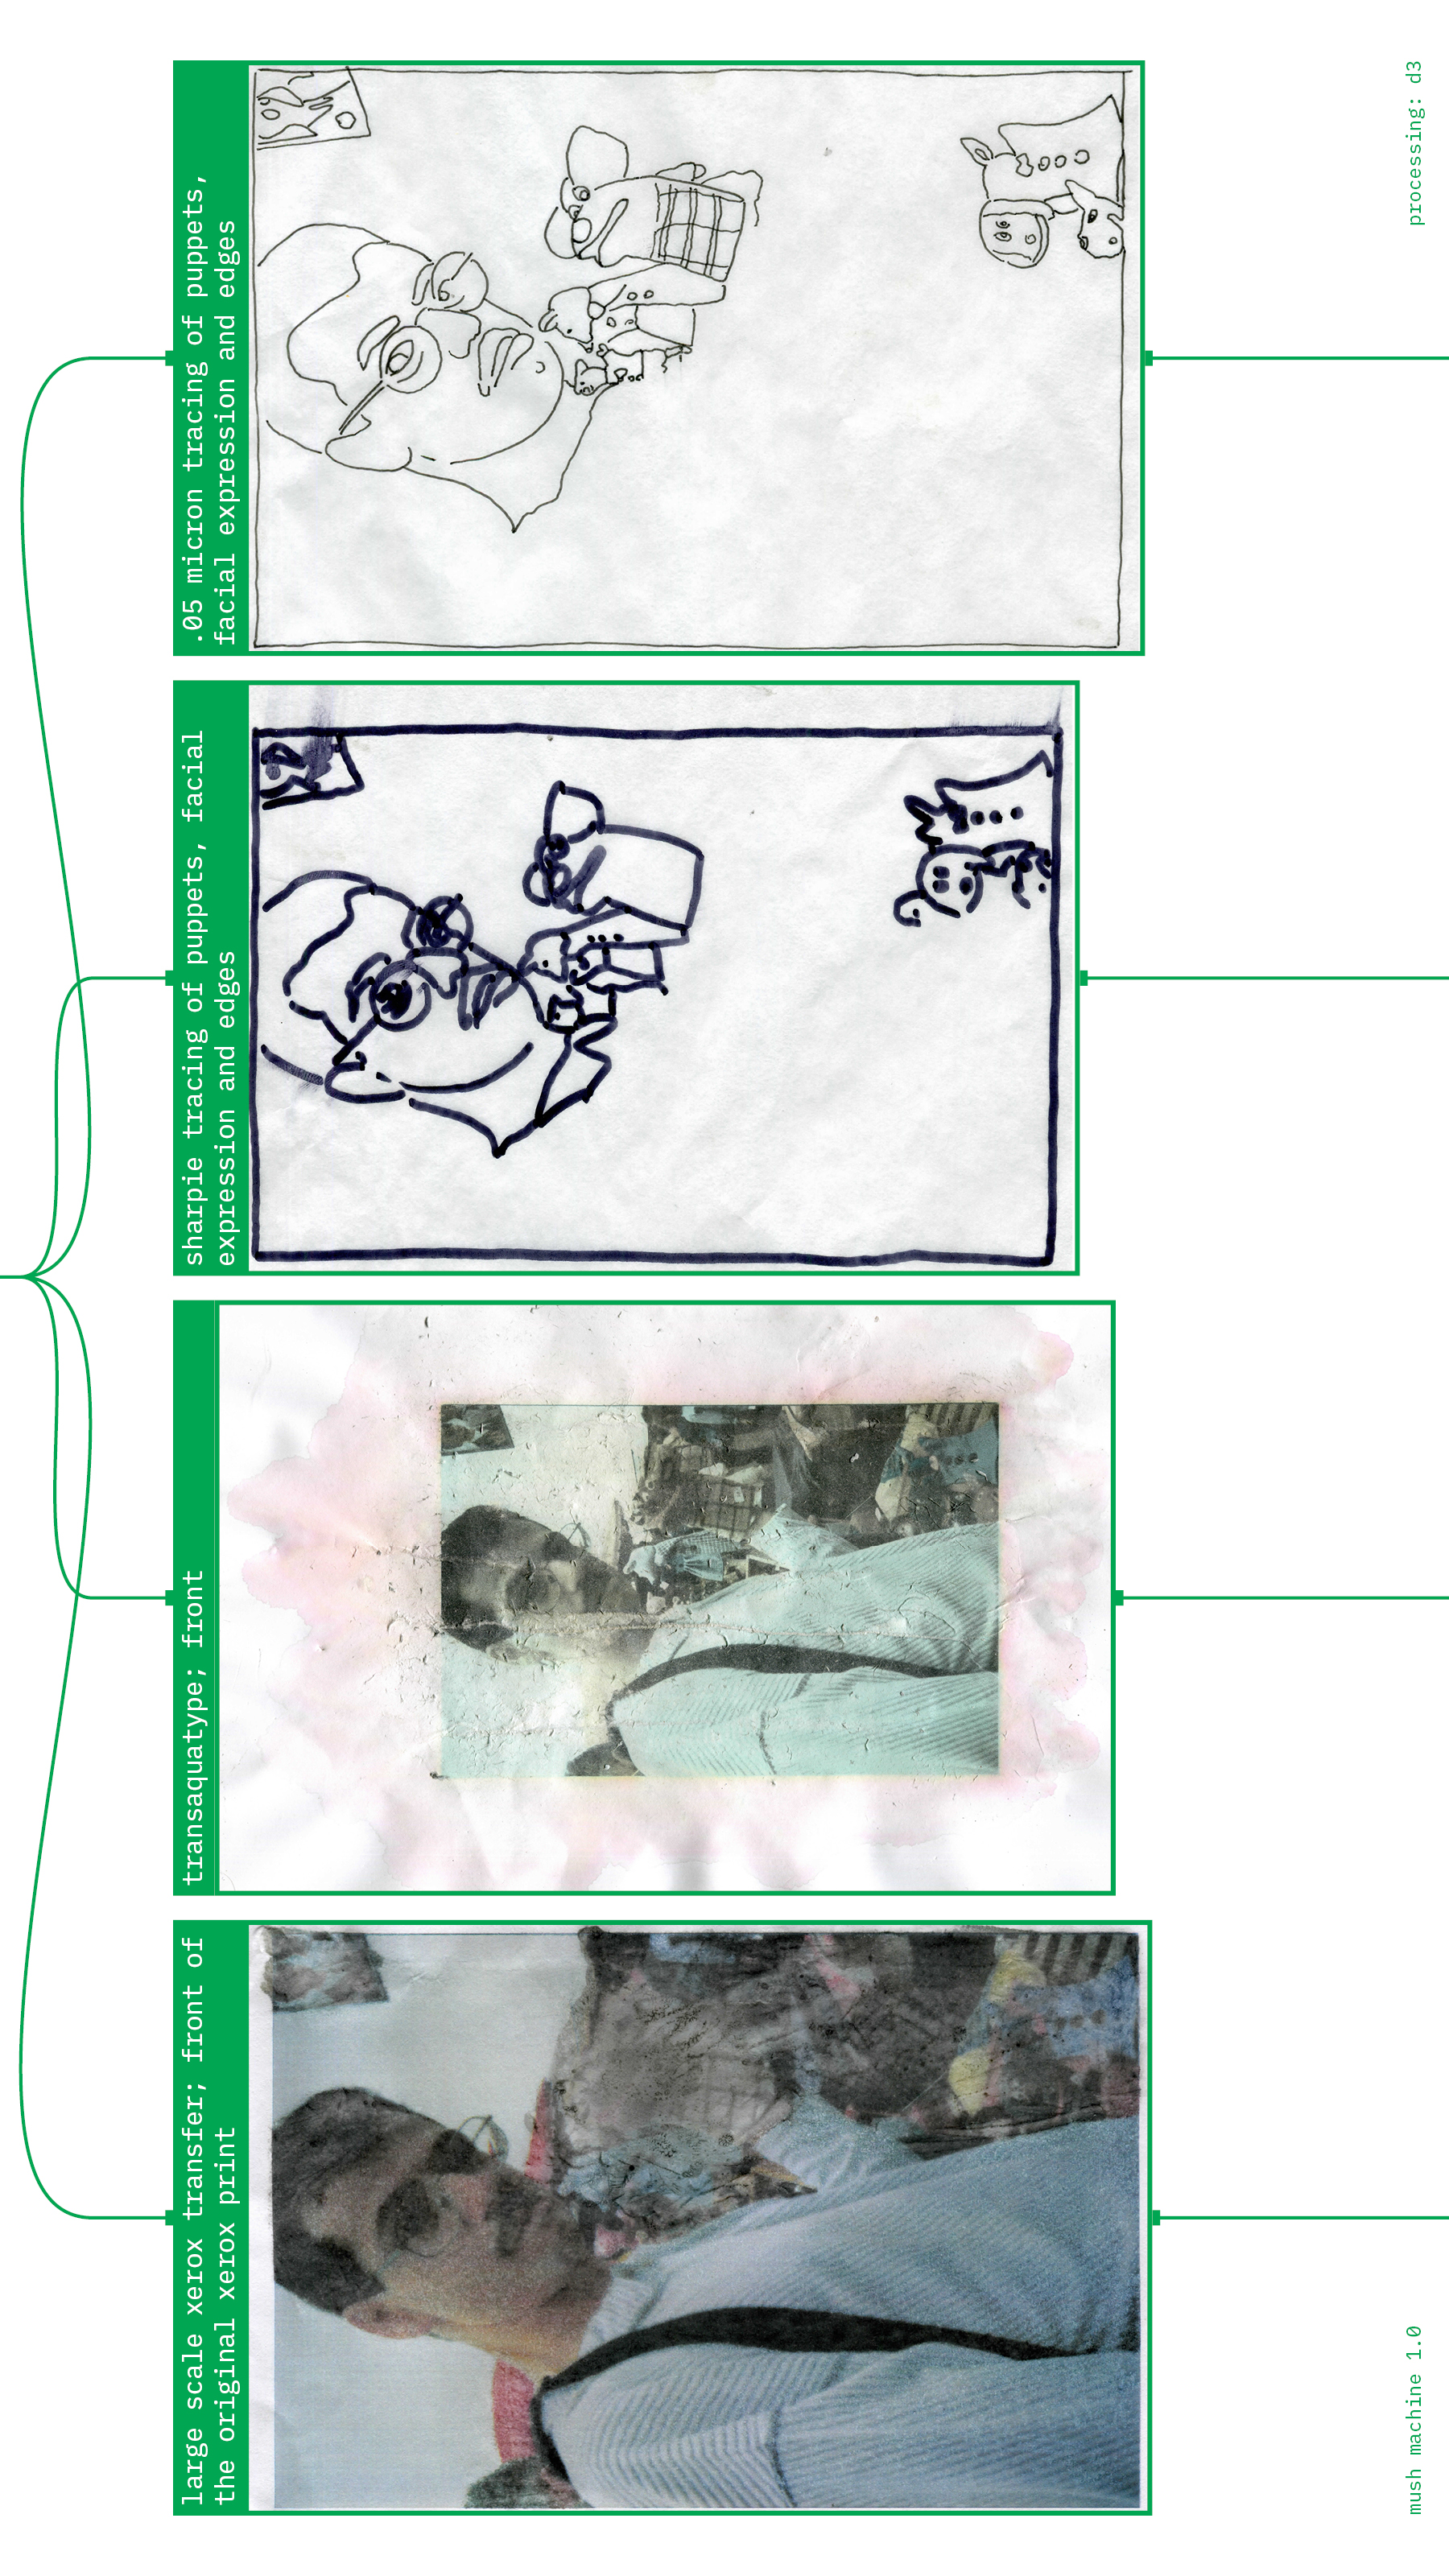 large scale xerox transfer; front of
the original xerox print
transaquatype; front
sharpie tracing of puppets, facial
expression and edges
.05 micron tracing of puppets,
facial expression and edges
mush machine 1.0
processing: d3